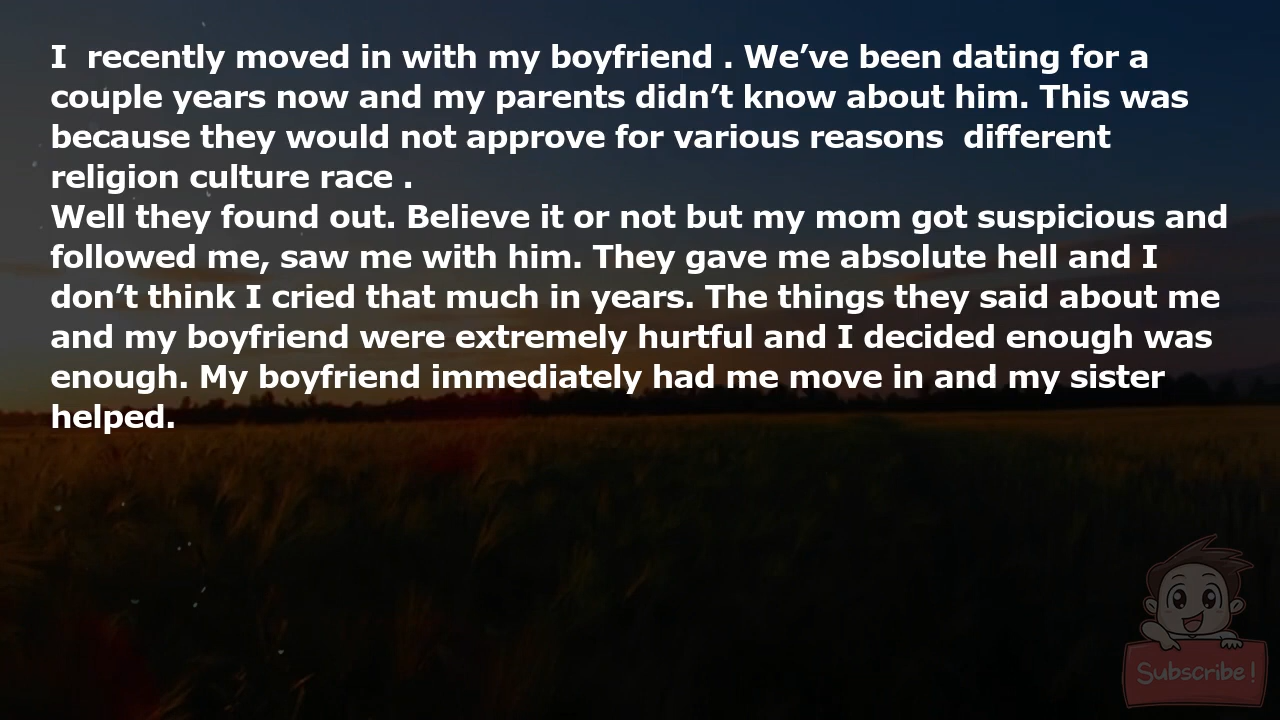 I  recently moved in with my boyfriend . We’ve been dating for a
couple years now and my parents didn’t know about him. This was
because they would not approve for various reasons  different
religion culture race .
Well they found out. Believe it or not but my mom got suspicious and
followed me, saw me with him. They gave me absolute hell and I
don’t think I cried that much in years. The things they said about me
and my boyfriend were extremely hurtful and I decided enough was
enough. My boyfriend immediately had me move in and my sister
helped.
Subscribe!